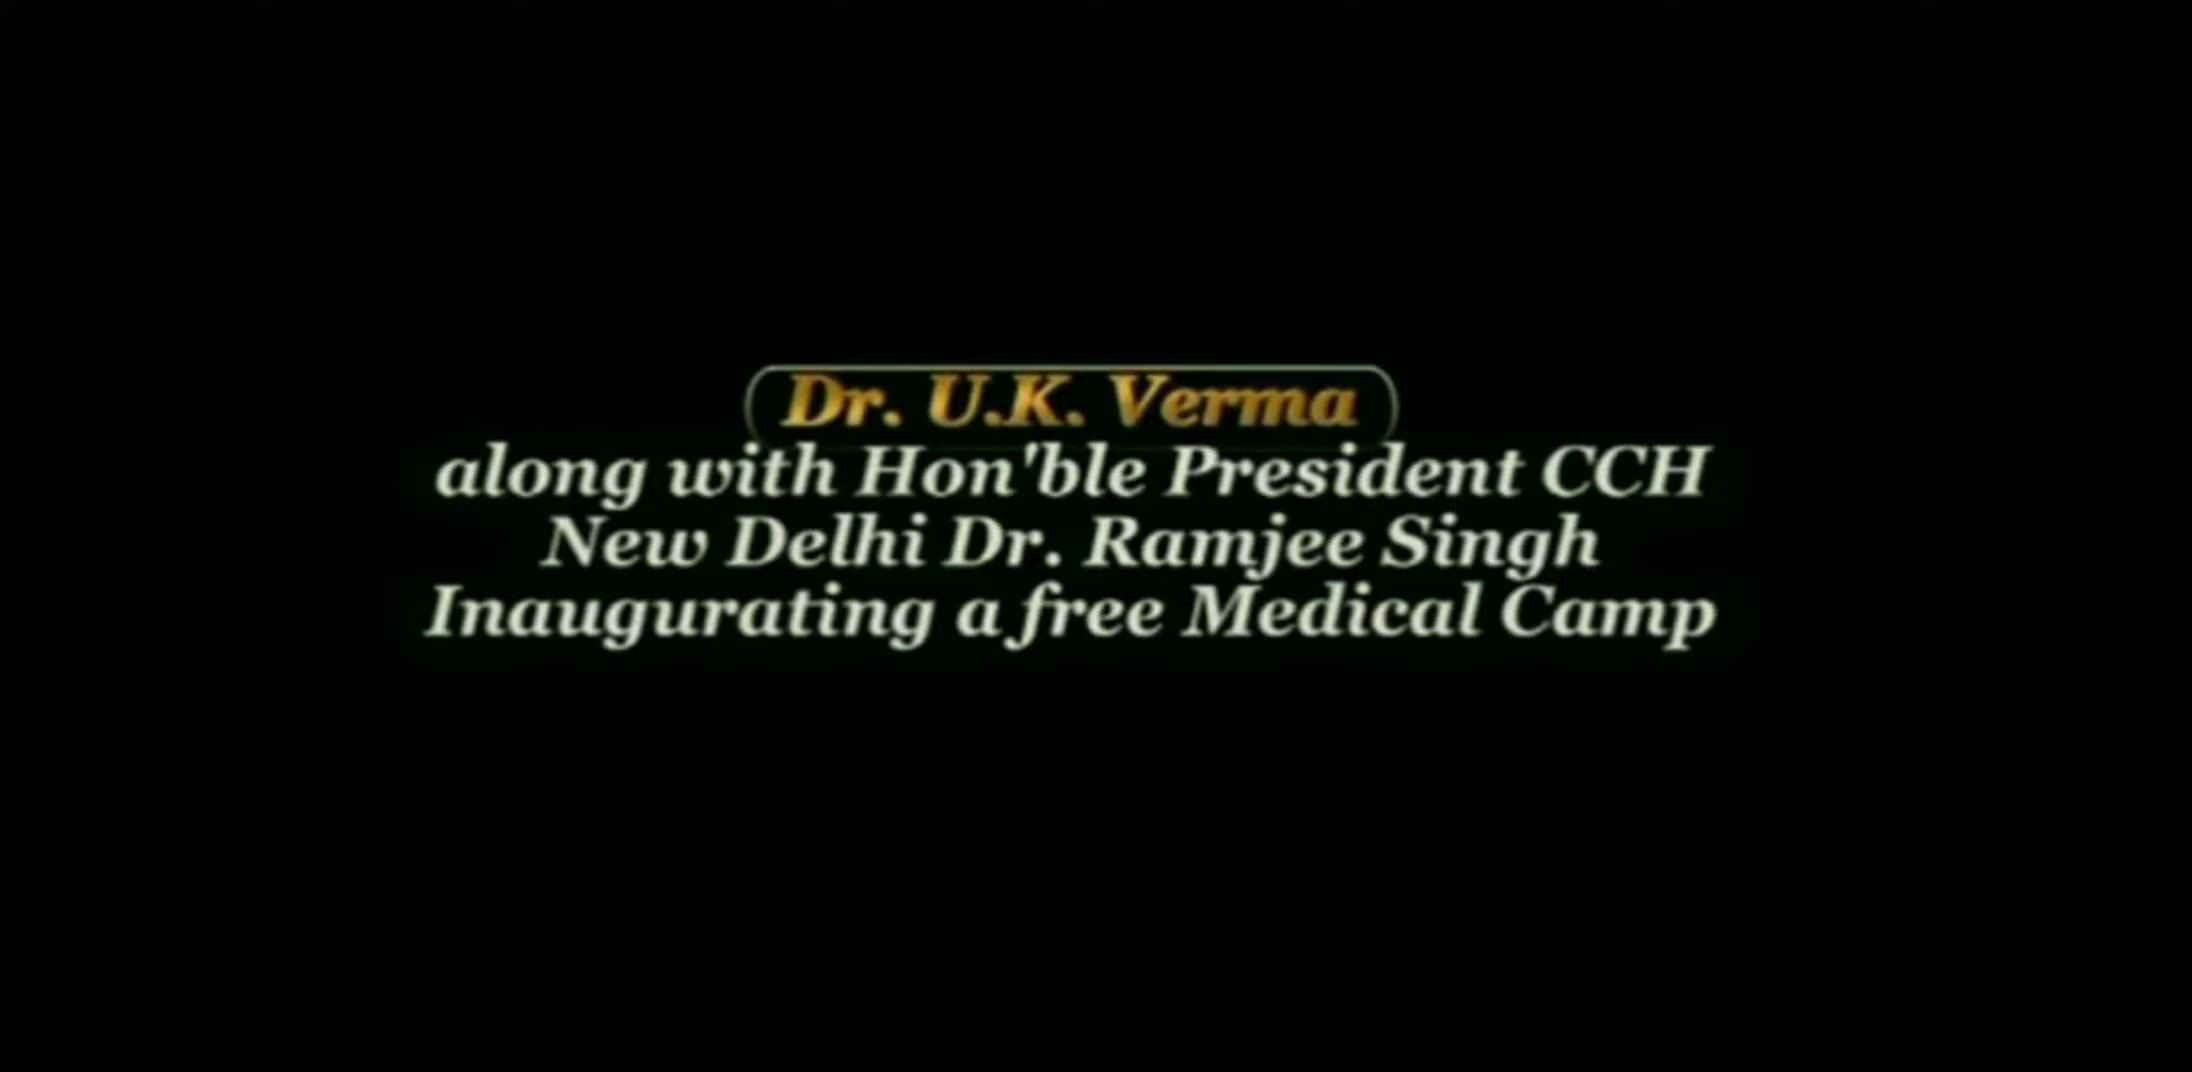 Dr. U.K. Verma
along with Hon'ble President CCH
New Delhi Dr. Ramjee Singh
Inaugurating a free Medical Camp